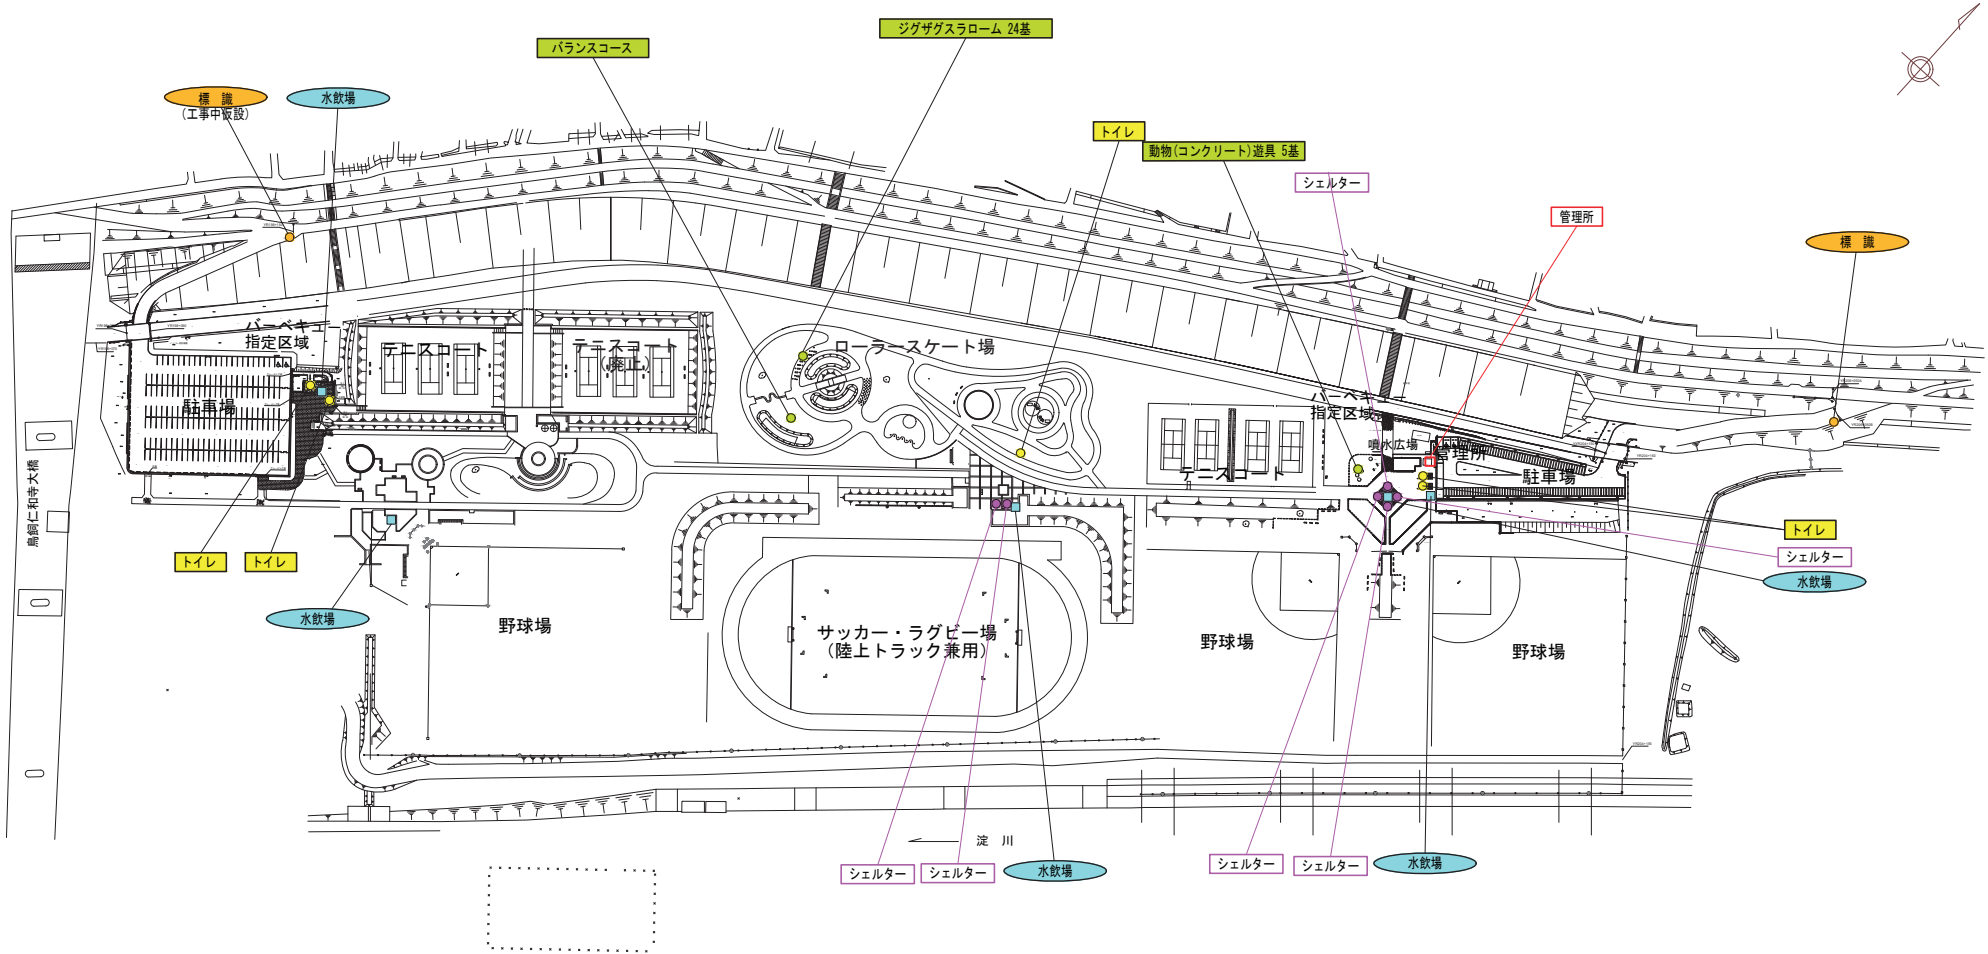 ジグザグスラローム 24基
バランスコース
標 識
(工事中仮設)
水飲場
トイレ
動物(コンクリート)遊具 5基
シェルター
管理所
標 識
バーベキュー
指定区域
テニスコート
テニスコート
(廃止)
ローラースケート場
駐車場
バーベキュー
指定区域
噴水広場
管理所
テニスコート
駐車場
鳥飼仁和寺大橋
トイレ
トイレ
トイレ
シェルター
水飲場
水飲場
野球場
サッカー・ラグビー場
(陸上トラック兼用)
野球場
野球場
淀 川
シェルター
シェルター
水飲場
シェルター
シェルター
水飲場